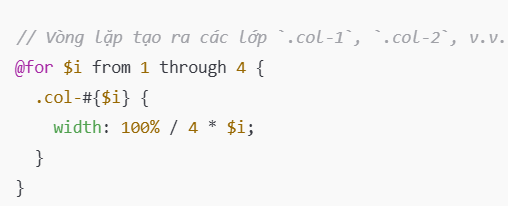 // Vòng lặp tạo ra các lớp `.col-1`, `.col-2`, v.v.
@for $i from 1 through 4 {
.col-#{$i} {
width: 100% / 4 * $i;
}
}